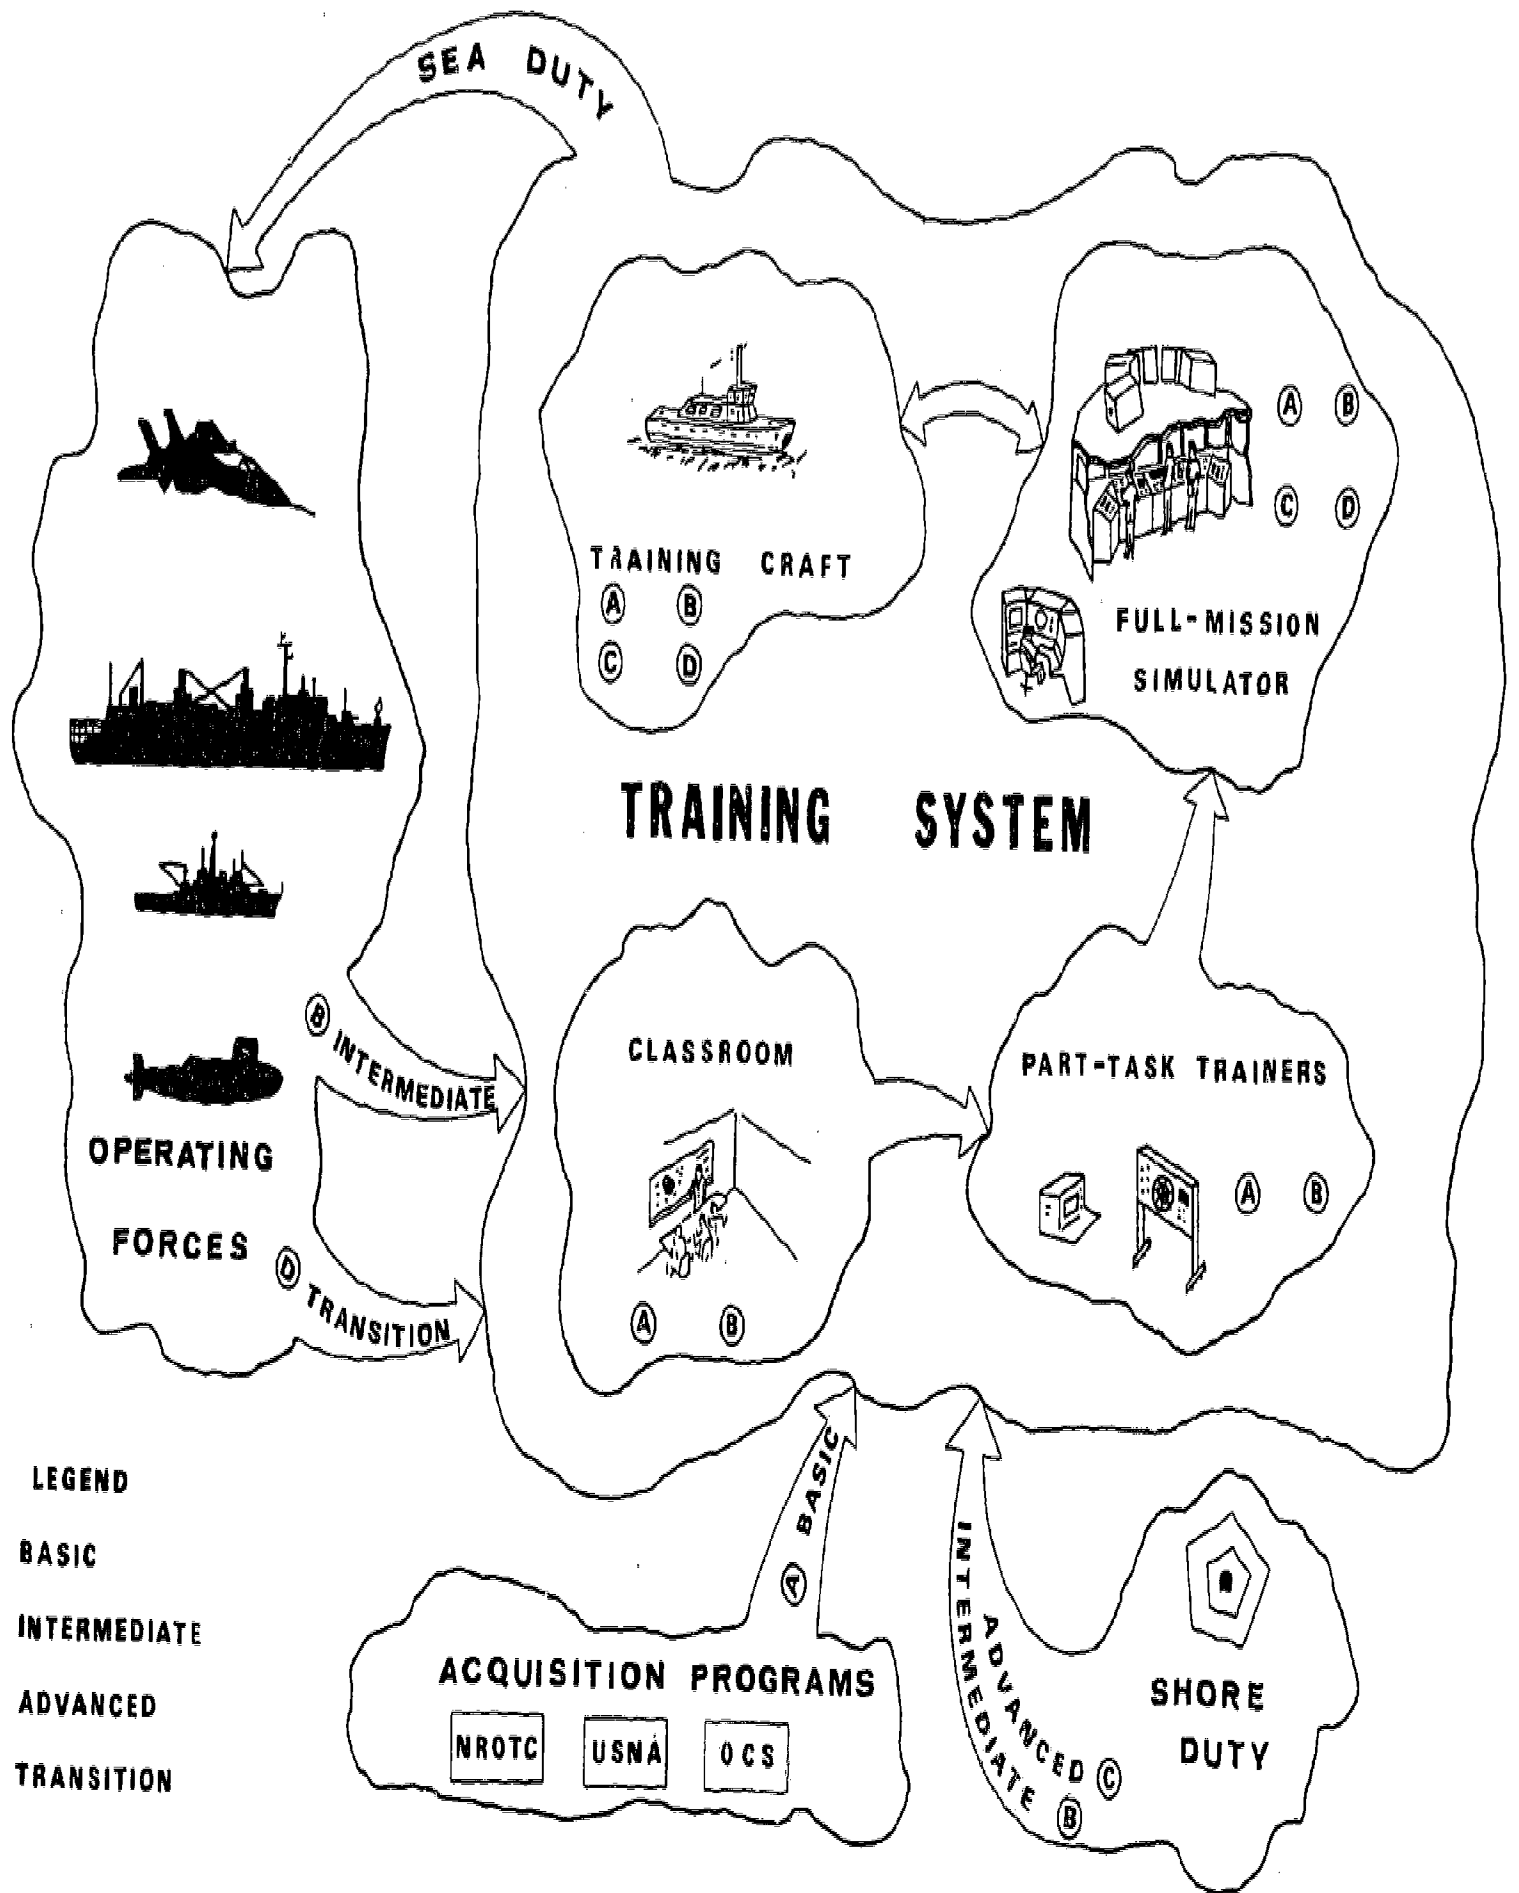 SEA DUTY
A B
C D
TRAINING CRAFT
A B
C D
FULL-MISSION
SIMULATOR
TRAINING SYSTEM
B INTERMEDIATE
CLASSROOM
A B
PART-TASK TRAINERS
A B
OPERATING
FORCES
D TRANSITION
A BASIC
LEGEND
BASIC
INTERMEDIATE
ADVANCED
TRANSITION
ACQUISITION PROGRAMS
NROTC USNA OCS
INTERMEDIATE B
ADVANCED C
SHORE
DUTY